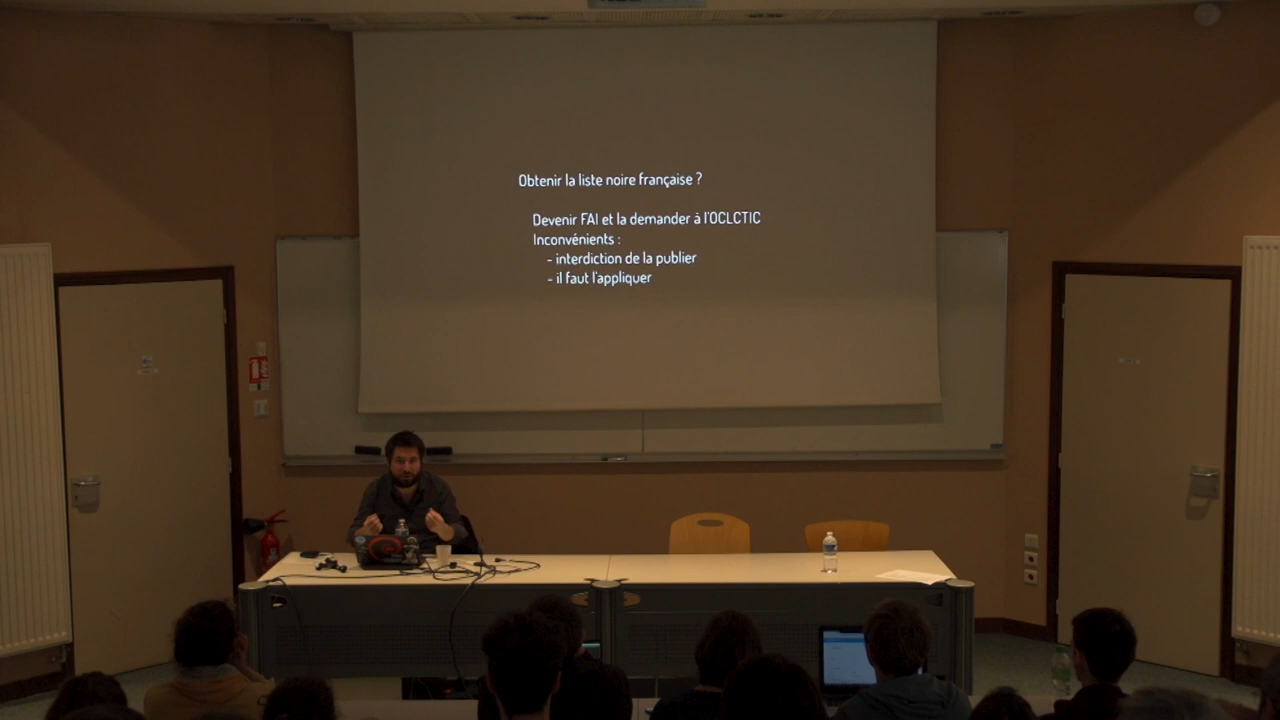 Obtenir la liste noire française ?
Devenir FAI et la demander à l'OCLCTIC
Inconvénients :
- interdiction de la publier
- il faut l'appliquer